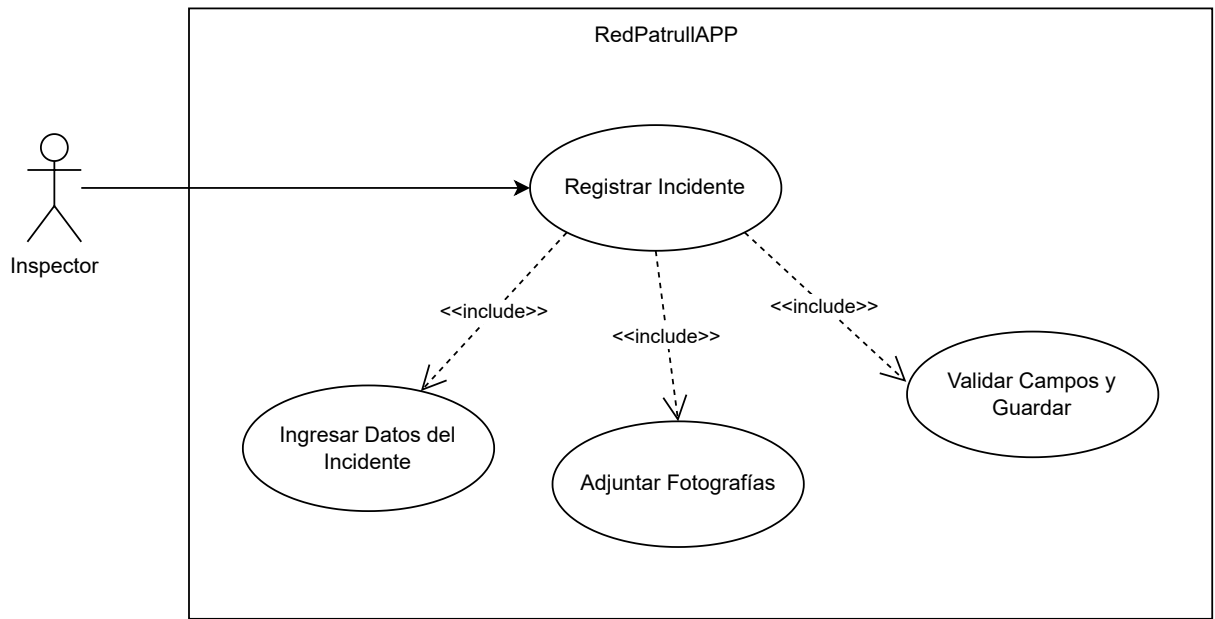 RedPatrullAPP
Registrar Incidente
Inspector
<<include>>
<<include>>
<<include>>
Validar Campos y
Guardar
Ingresar Datos del
Incidente
Adjuntar Fotografías